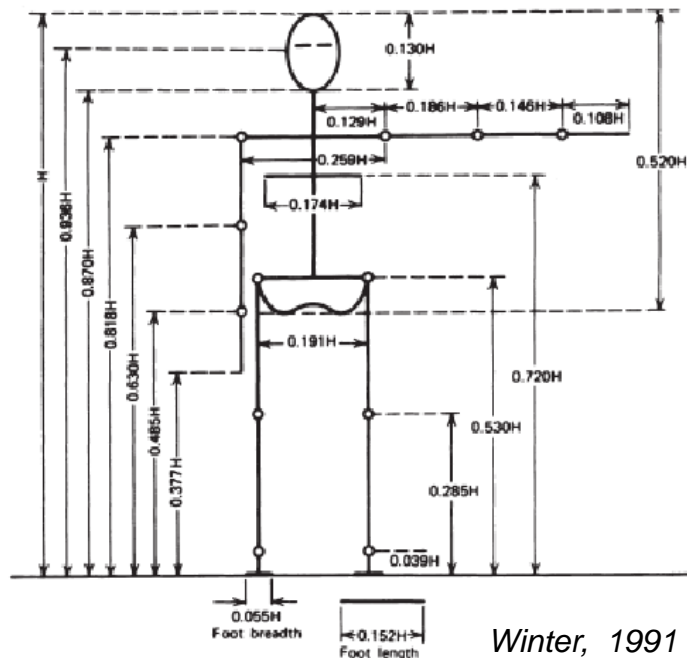 0.130H
0.129H
0.186H
0.146H
0.108H
0.259H
0.520H
0.174H
H
0.936H
0.870H
0.818H
0.630H
0.485H
0.377H
0.191H
0.720H
0.530H
0.285H
0.039H
0.055H
Foot breadth
0.152H
Foot length
Winter, 1991